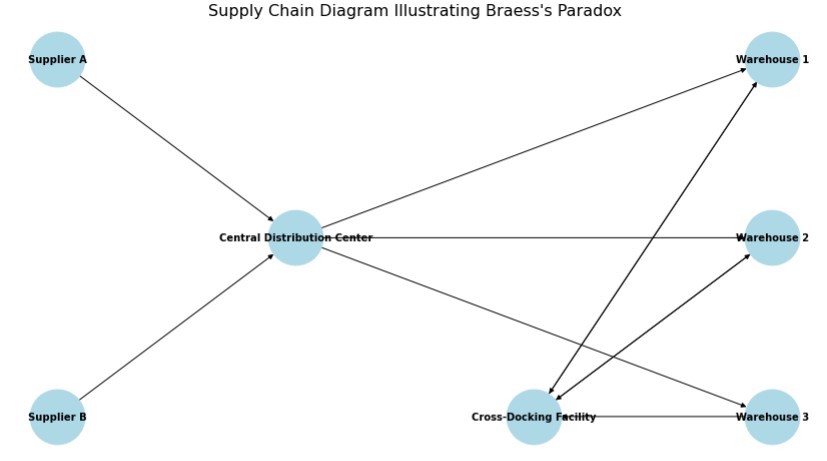 Supply Chain Diagram Illustrating Braess's Paradox
Supplier A
Warehouse 1
Central Distribution Center
Warehouse 2
Supplier B
Cross-Docking Facility
Warehouse 3